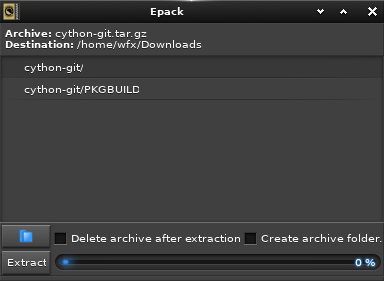 Epack
Archive: cython-git.tar.gz
Destination: /home/wfx/Downloads
cython-git/
cython-git/PKGBUILD
Delete archive after extraction
Create archive folder.
Extract
0 %